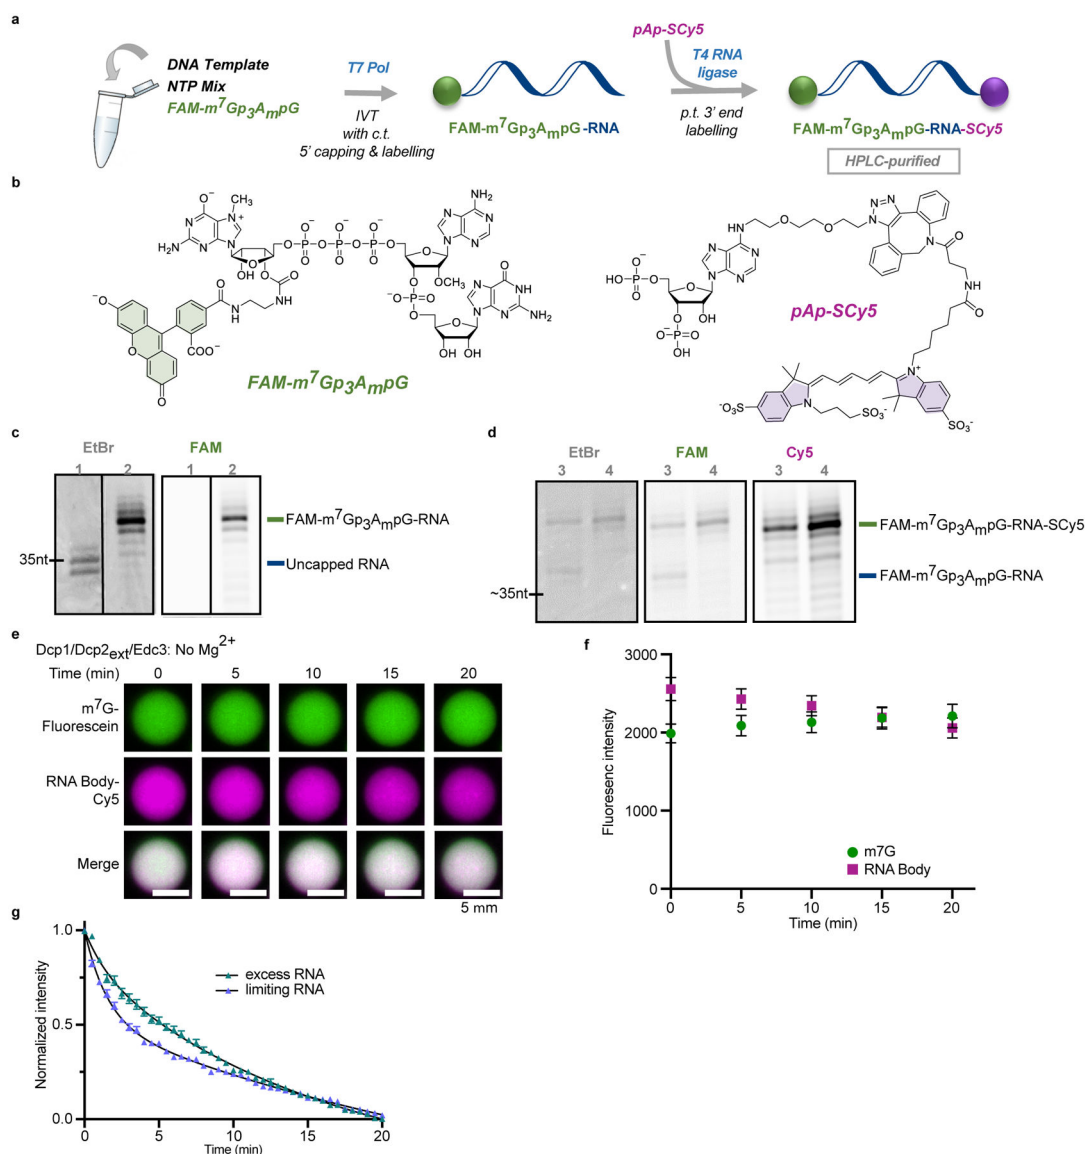 a
DNA Template
NTP Mix
FAM-m7Gp3AmpG
T7 Pol
IVT
with c.t.
5' capping & labelling
FAM-m7Gp3AmpG-RNA
pAp-SCy5
T4 RNA
ligase
p.t. 3' end
labelling
FAM-m7Gp3AmpG-RNA-SCy5
HPLC-purified
b
FAM-m7Gp3AmpG
pAp-SCy5
c
EtBr
FAM
1
2
1
2
35nt
FAM-m7Gp3AmpG-RNA
Uncapped RNA
d
EtBr
FAM
Cy5
3
4
3
4
3
4
~35nt
FAM-m7Gp3AmpG-RNA-SCy5
FAM-m7Gp3AmpG-RNA
e
Dcp1/Dcp2ext/Edc3: No Mg2+
Time (min)
0
5
10
15
20
m7G-
Fluorescein
RNA Body-
Cy5
Merge
5 mm
f
Fluoresenc intensity
3000
2000
1000
0
m7G
RNA Body
0
5
10
15
20
Time (min)
g
Normalized intensity
1.0
0.5
0.0
excess RNA
limiting RNA
0
5
10
15
20
Time (min)